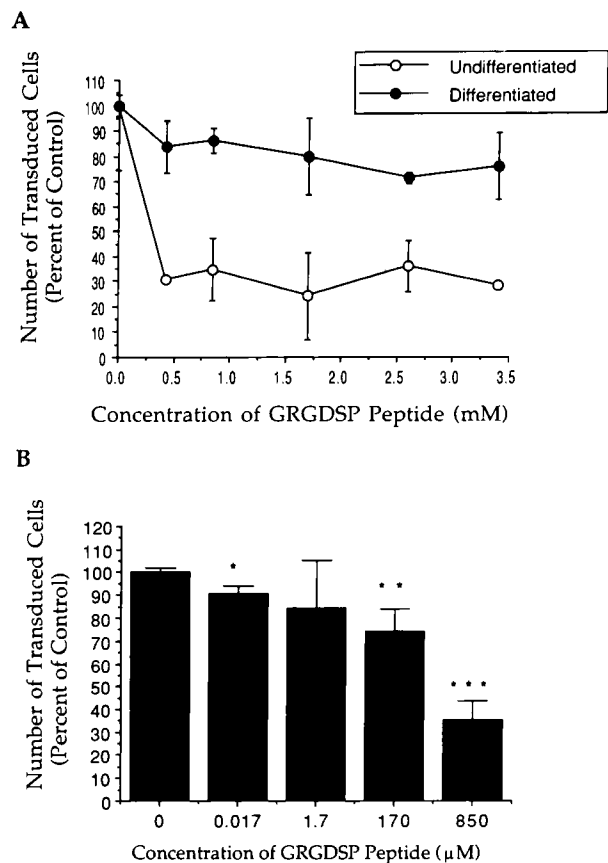 A
Undifferentiated
Differentiated
Number of Transduced Cells
(Percent of Control)
110
100
90
80
70
60
50
40
30
20
10
0
0.0 0.5 1.0 1.5 2.0 2.5 3.0 3.5
Concentration of GRGDSP Peptide (mM)
B
Number of Transduced Cells
(Percent of Control)
120
110
100
90
80
70
60
50
40
30
20
10
0
*
* *
* * *
0 0.017 1.7 170 850
Concentration of GRGDSP Peptide (µM)